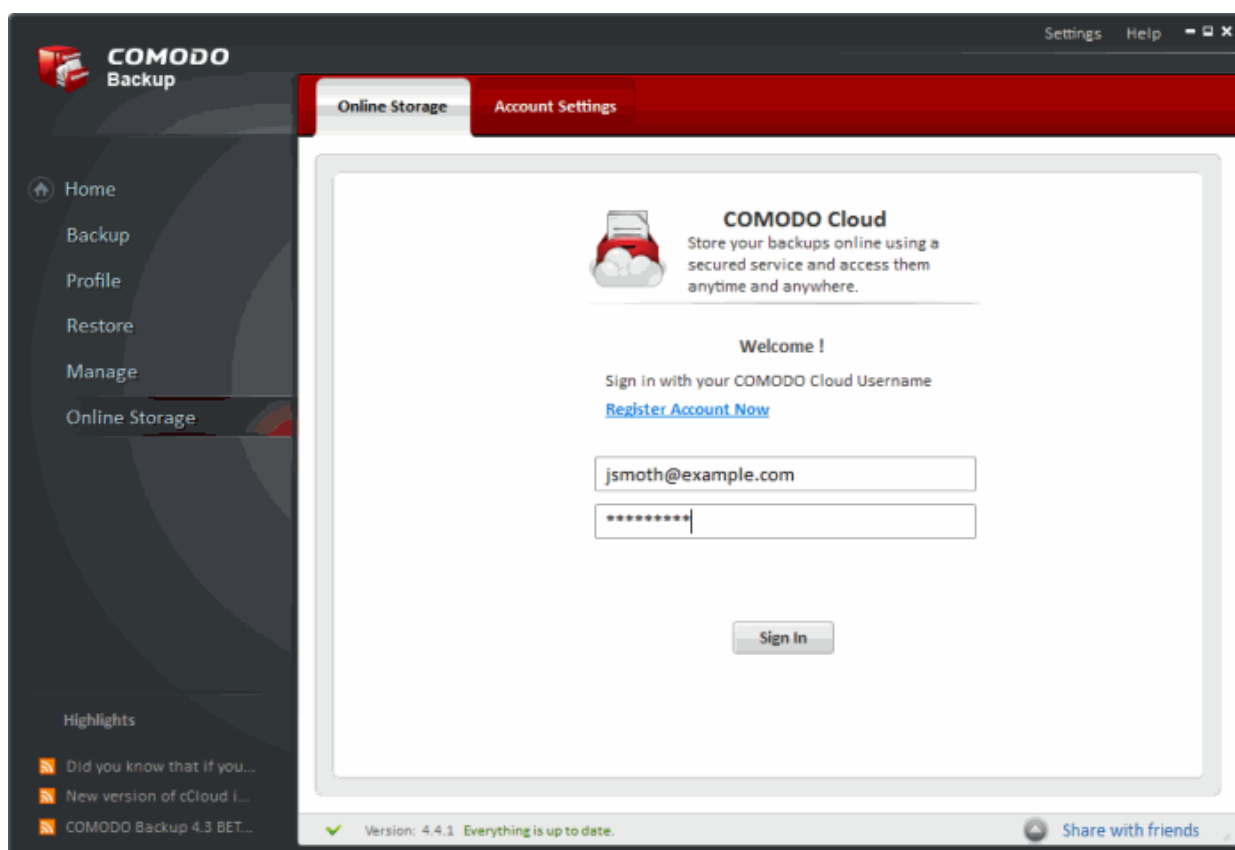 Settings Help
COMODO
Backup
Online Storage Account Settings
Home
Backup
Profile
Restore
Manage
Online Storage
COMODO Cloud
Store your backups online using a
secured service and access them
anytime and anywhere.
Welcome !
Sign in with your COMODO Cloud Username
Register Account Now
jsmoth@example.com
*********
Sign In
Highlights
Did you know that if you...
New version of cCloud i...
COMODO Backup 4.3 BET...
Version: 4.4.1 Everything is up to date.
Share with friends